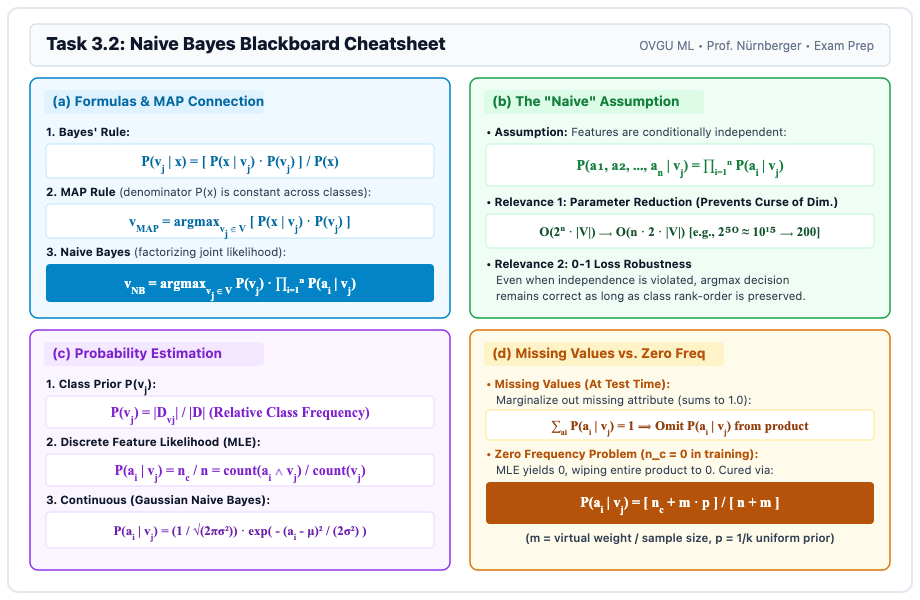 Task 3.2: Naive Bayes Blackboard Cheatsheet
OVGU ML • Prof. Nürnberger • Exam Prep
(a) Formulas & MAP Connection
1. Bayes' Rule:
P(vⱼ | x) = [ P(x | vⱼ) · P(vⱼ) ] / P(x)
2. MAP Rule (denominator P(x) is constant across classes):
v_MAP = argmax_vⱼ ∈ V [ P(x | vⱼ) · P(vⱼ) ]
3. Naive Bayes (factorizing joint likelihood):
v_NB = argmax_vⱼ ∈ V P(vⱼ) · ∏ᵢ₌₁ⁿ P(aᵢ | vⱼ)
(b) The "Naive" Assumption
• Assumption: Features are conditionally independent:
P(a₁, a₂, ..., aₙ | vⱼ) = ∏ᵢ₌₁ⁿ P(aᵢ | vⱼ)
• Relevance 1: Parameter Reduction (Prevents Curse of Dim.)
O(2ⁿ · |V|) → O(n · 2 · |V|) [e.g., 2⁵⁰ ≈ 10¹⁵ → 200]
• Relevance 2: 0-1 Loss Robustness
Even when independence is violated, argmax decision
remains correct as long as class rank-order is preserved.
(c) Probability Estimation
1. Class Prior P(vⱼ):
P(vⱼ) = |D_vj| / |D| (Relative Class Frequency)
2. Discrete Feature Likelihood (MLE):
P(aᵢ | vⱼ) = n_c / n = count(aᵢ ∧ vⱼ) / count(vⱼ)
3. Continuous (Gaussian Naive Bayes):
P(aᵢ | vⱼ) = (1 / √(2πσ²)) · exp( - (aᵢ - μ)² / (2σ²) )
(d) Missing Values vs. Zero Freq
• Missing Values (At Test Time):
Marginalize out missing attribute (sums to 1.0):
∑_ai P(aᵢ | vⱼ) = 1 ⟹ Omit P(aᵢ | vⱼ) from product
• Zero Frequency Problem (n_c = 0 in training):
MLE yields 0, wiping entire product to 0. Cured via:
P(aᵢ | vⱼ) = [ n_c + m · p ] / [ n + m ]
(m = virtual weight / sample size, p = 1/k uniform prior)